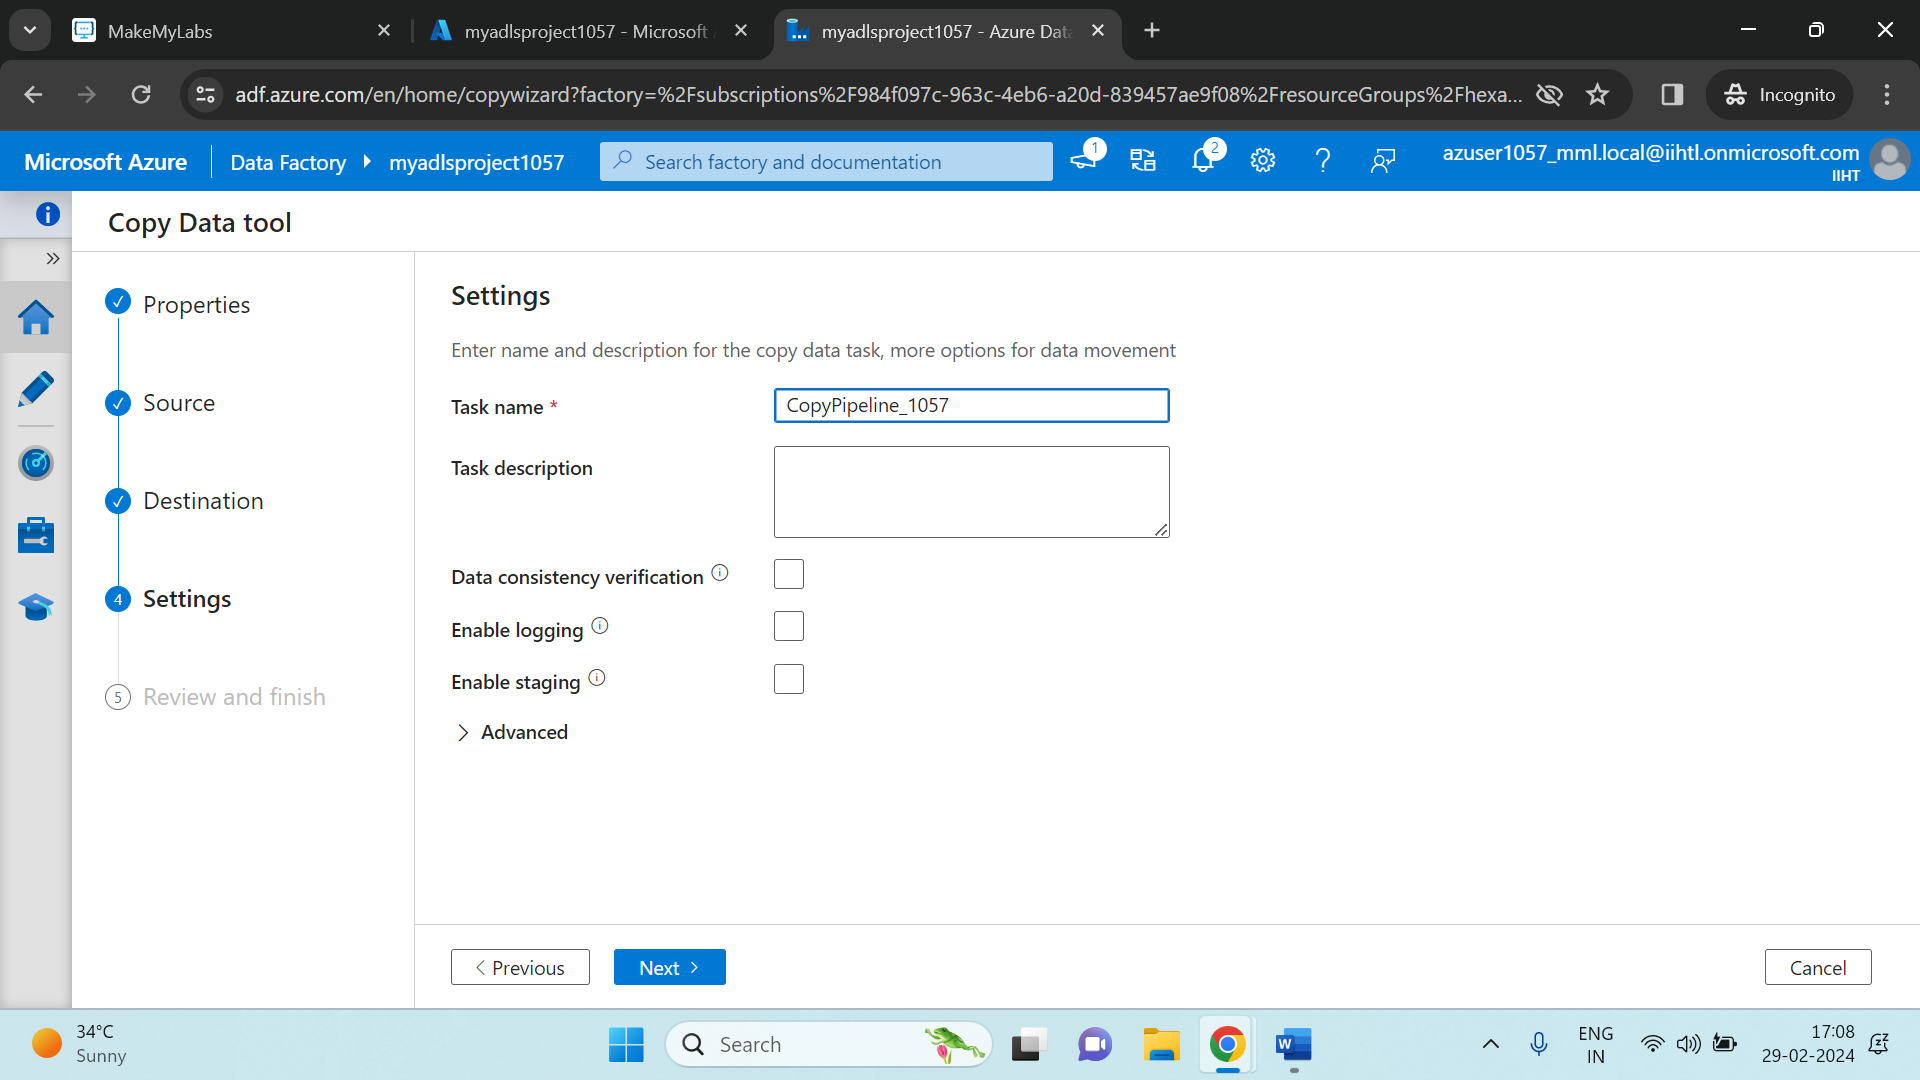 MakeMyLabs
myadlsproject1057 - Microsoft
myadlsproject1057 - Azure Data
adf.azure.com/en/home/copywizard?factory=%2Fsubscriptions%2F984f097c-963c-4eb6-a20d-839457ae9f08%2FresourceGroups%2Fhexa...
Incognito
Microsoft Azure
Data Factory
myadlsproject1057
Search factory and documentation
1
2
azuser1057_mml.local@iihtl.onmicrosoft.com
IIHT
Copy Data tool
Properties
Source
Destination
4 Settings
5 Review and finish
Settings
Enter name and description for the copy data task, more options for data movement
Task name *
CopyPipeline_1057
Task description
Data consistency verification
Enable logging
Enable staging
Advanced
Previous
Next
Cancel
34°C
Sunny
Search
ENG
IN
17:08
29-02-2024